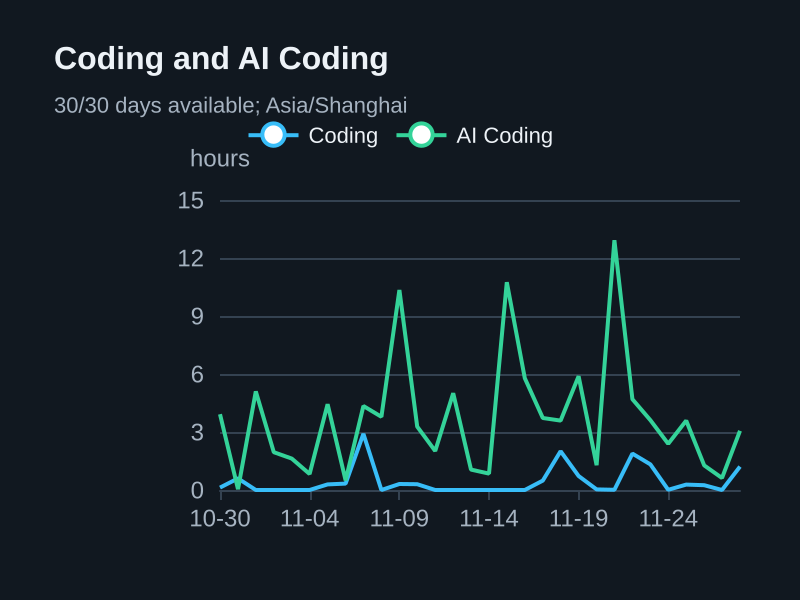 Coding and AI Coding
30/30 days available; Asia/Shanghai
Coding AI Coding
hours
15
12
9
6
3
0
10-30 11-04 11-09 11-14 11-19 11-24